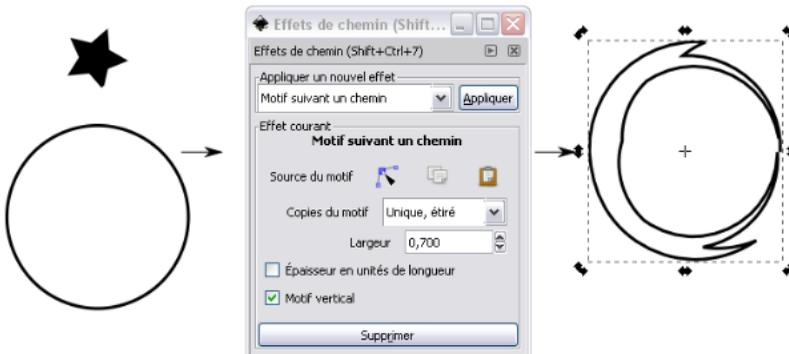 Effets de chemin (Shift...
Effets de chemin (Shift+Ctrl+7)
Appliquer un nouvel effet
Motif suivant un chemin
Appliquer
Effet courant
Motif suivant un chemin
Source du motif
Copies du motif Unique, étiré
Largeur 0,700
Épaisseur en unités de longueur
Motif vertical
Supprimer